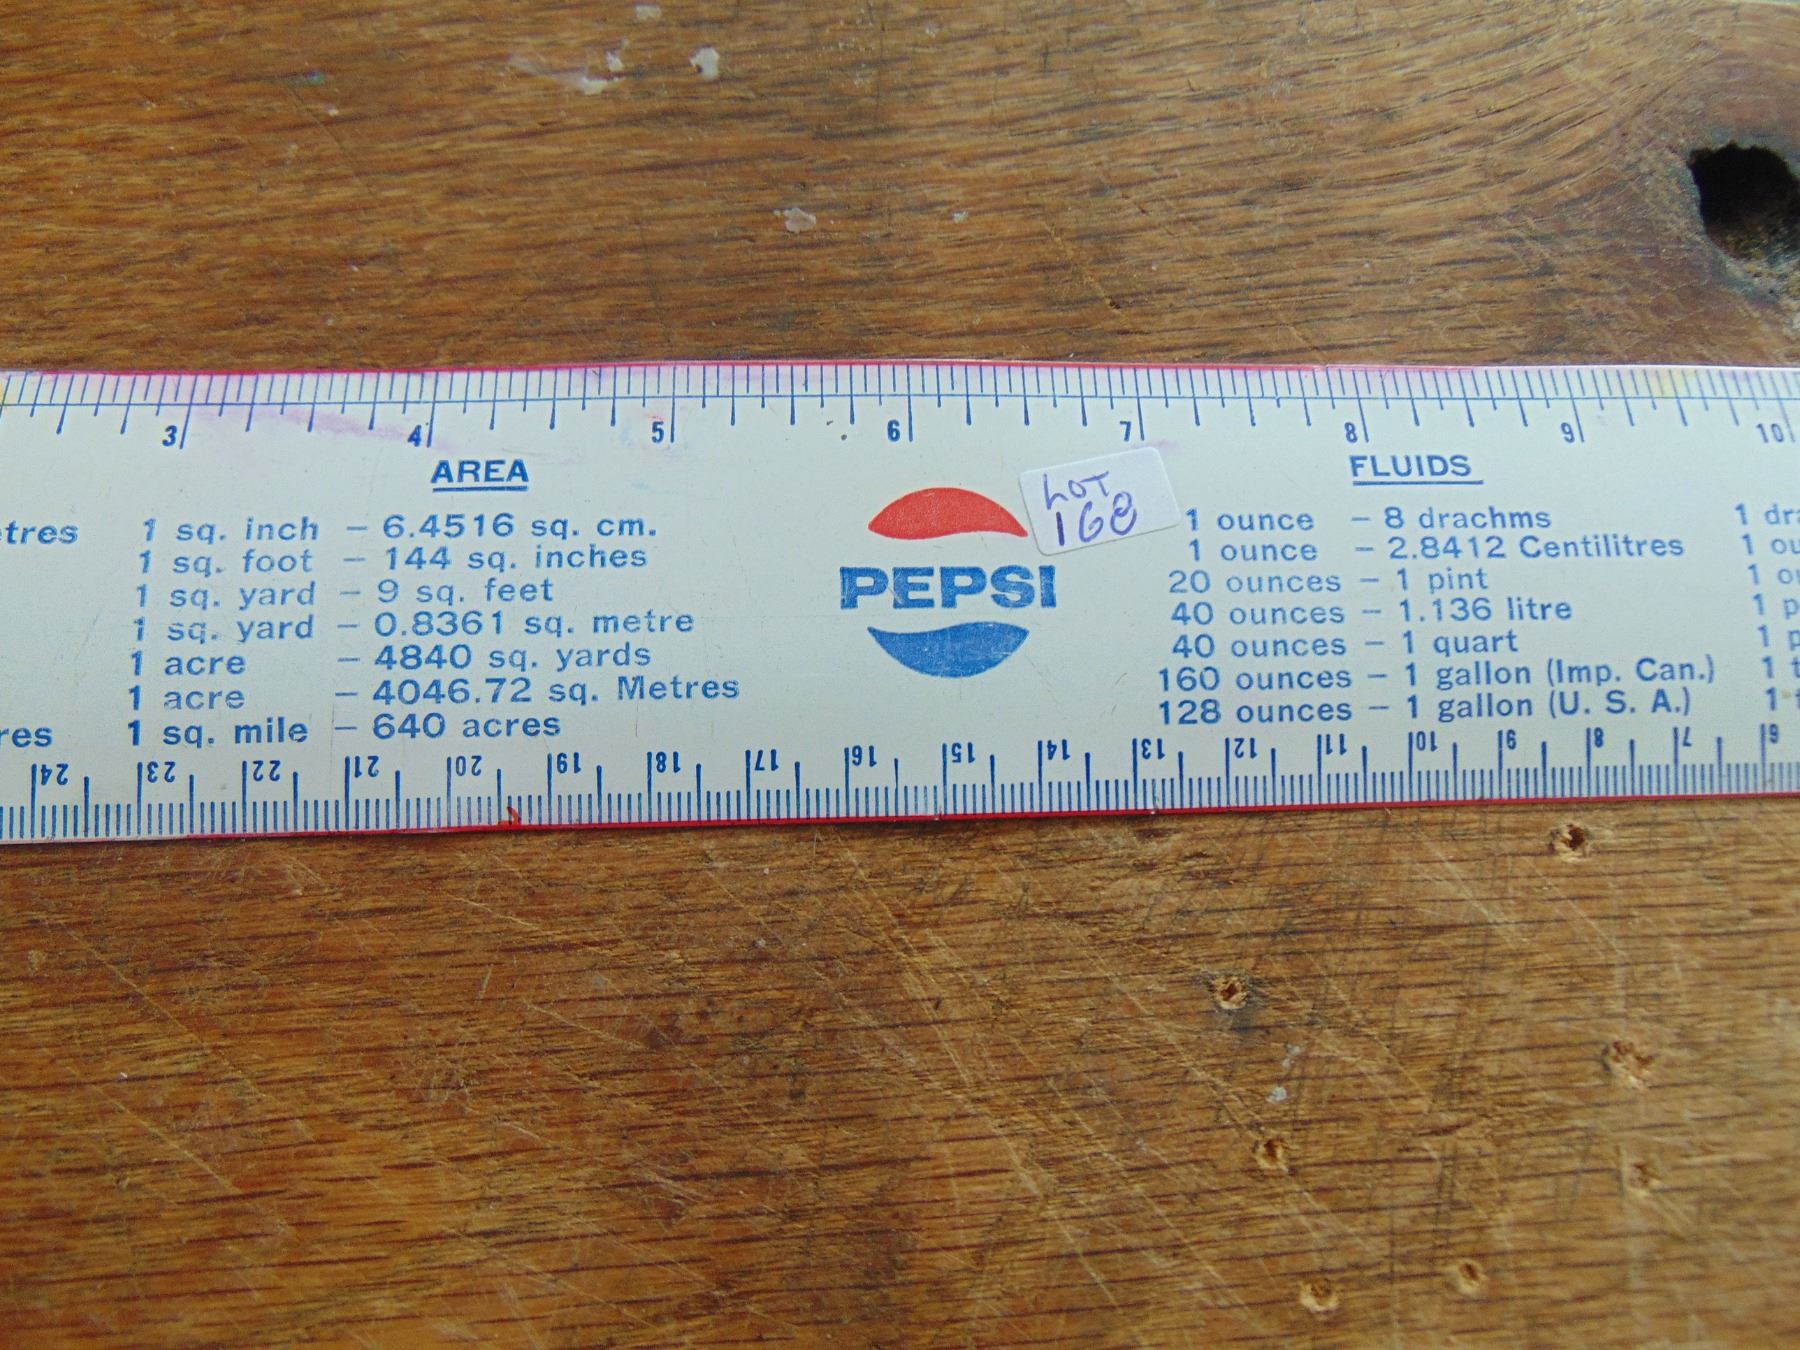 3 4 5 6 7 8 9 10
AREA
1 sq. inch – 6.4516 sq. cm.
1 sq. foot – 144 sq. inches
1 sq. yard – 9 sq. feet
1 sq. yard – 0.8361 sq. metre
1 acre – 4840 sq. yards
1 acre – 4046.72 sq. Metres
1 sq. mile – 640 acres
PEPSI
LOT
168
FLUIDS
1 ounce – 8 drachms
1 ounce – 2.8412 Centilitres
20 ounces – 1 pint
40 ounces – 1.136 litre
40 ounces – 1 quart
160 ounces – 1 gallon (Imp. Can.)
128 ounces – 1 gallon (U. S. A.)
24 23 22 21 20 19 18 17 16 15 14 13 12 11 10 9 8 7 6